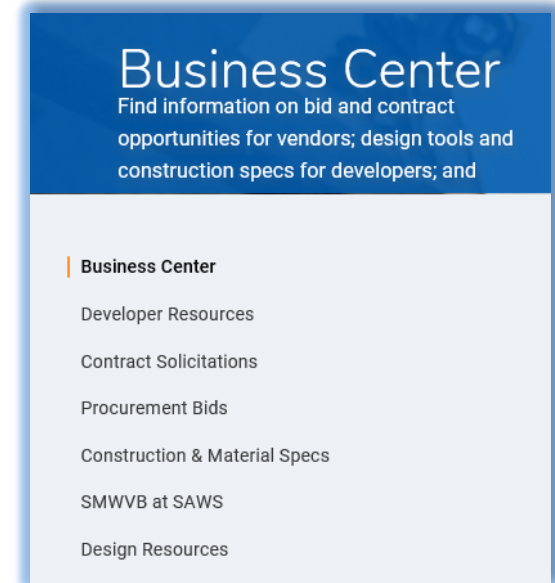 Business Center
Find information on bid and contract
opportunities for vendors; design tools and
construction specs for developers; and
Business Center
Developer Resources
Contract Solicitations
Procurement Bids
Construction & Material Specs
SMWVB at SAWS
Design Resources